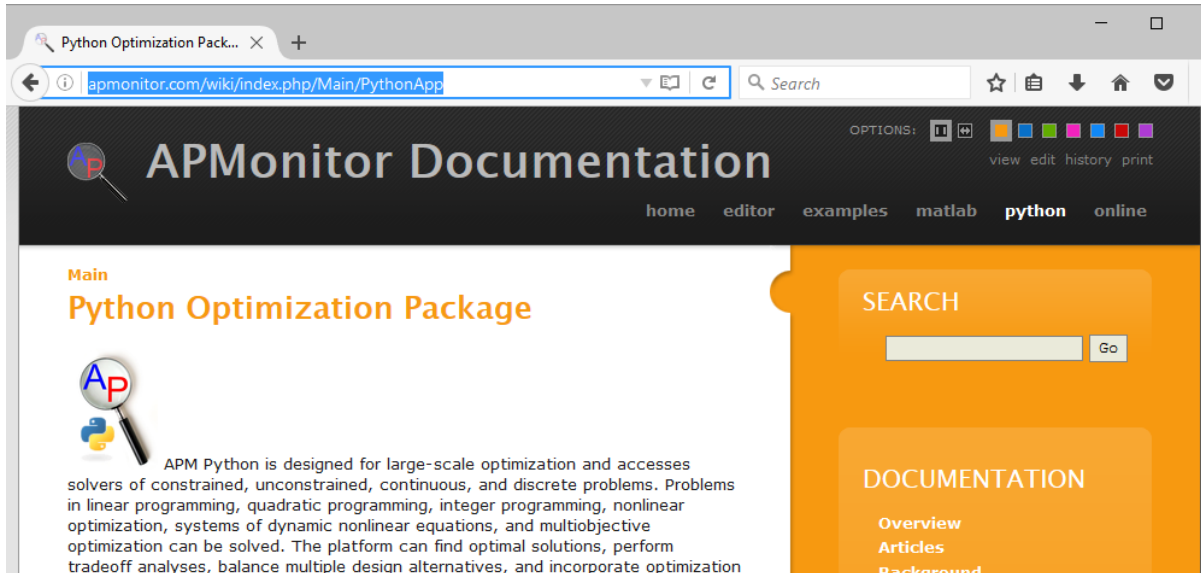 Python Optimization Pack...
apmonitor.com/wiki/index.php/Main/PythonApp
Search
OPTIONS:
AP
APMonitor Documentation
view edit history print
home editor examples matlab python online
Main
Python Optimization Package
SEARCH
Go
AP
APM Python is designed for large-scale optimization and accesses
solvers of constrained, unconstrained, continuous, and discrete problems. Problems
in linear programming, quadratic programming, integer programming, nonlinear
optimization, systems of dynamic nonlinear equations, and multiobjective
optimization can be solved. The platform can find optimal solutions, perform
tradeoff analyses, balance multiple design alternatives, and incorporate optimization
DOCUMENTATION
Overview
Articles
Background